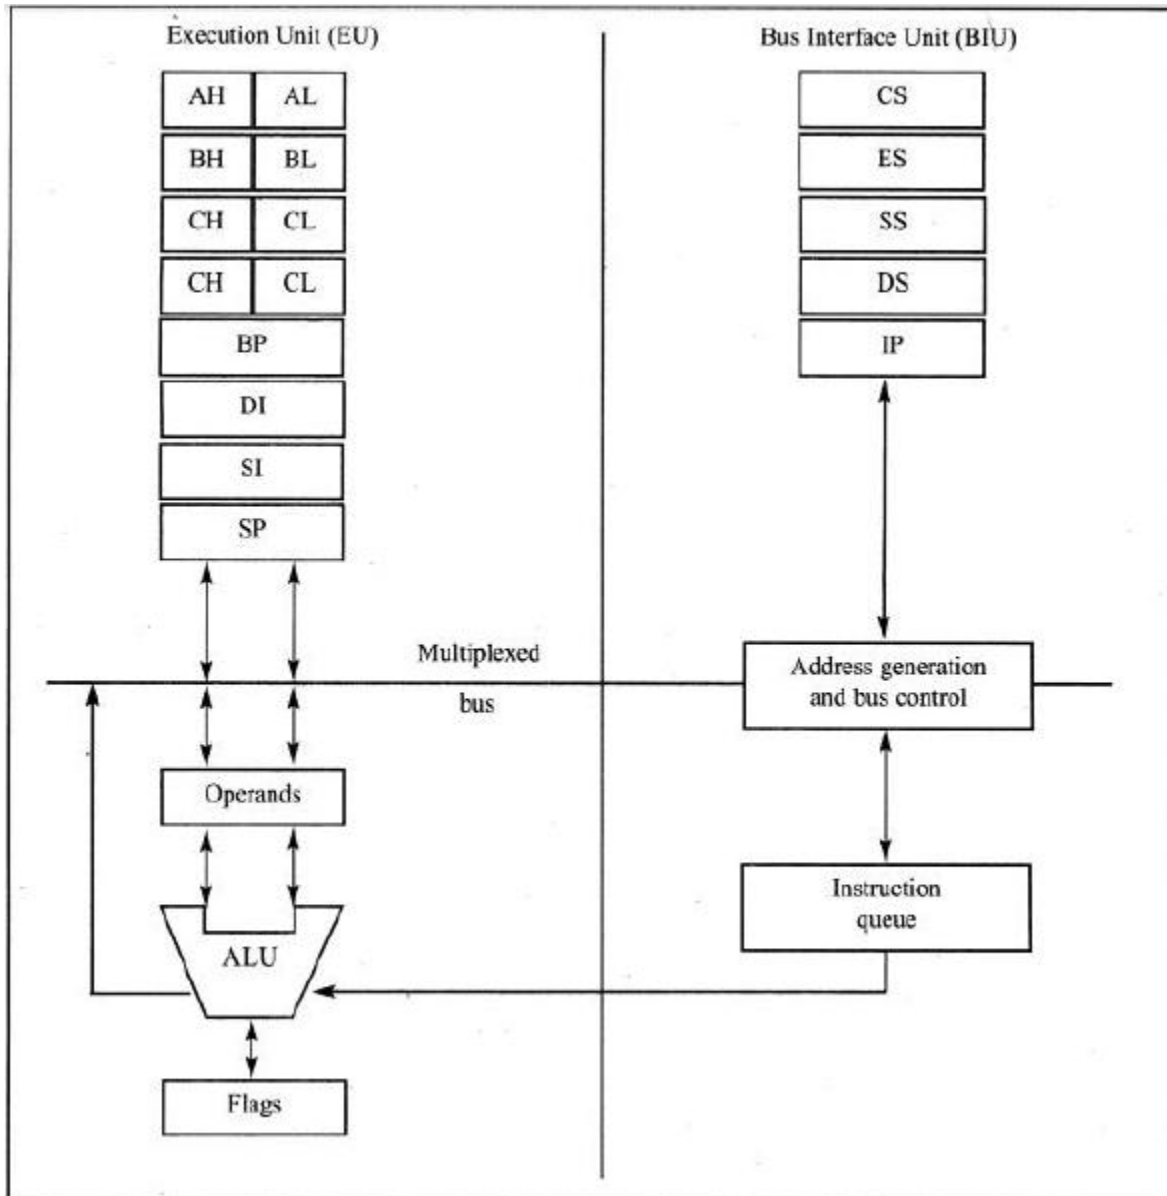 Execution Unit (EU)
AH AL
BH BL
CH CL
CH CL
BP
DI
SI
SP
Multiplexed
bus
Operands
ALU
Flags
Bus Interface Unit (BIU)
CS
ES
SS
DS
IP
Address generation
and bus control
Instruction
queue